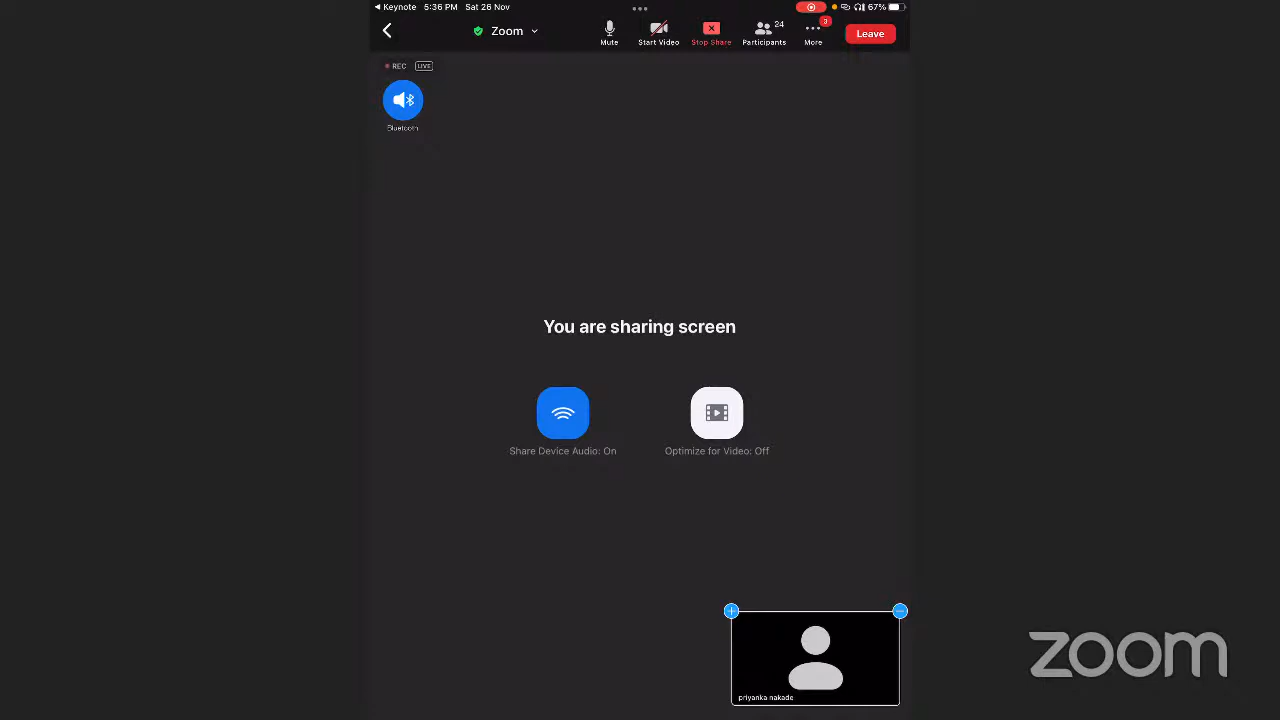 Keynote 5:36 PM Sat 26 Nov 67%
Zoom
Mute Start Video Stop Share Participants 24 More 3 Leave
REC LIVE
Bluetooth
You are sharing screen
Share Device Audio: On Optimize for Video: Off
priyanka nakade
zoom